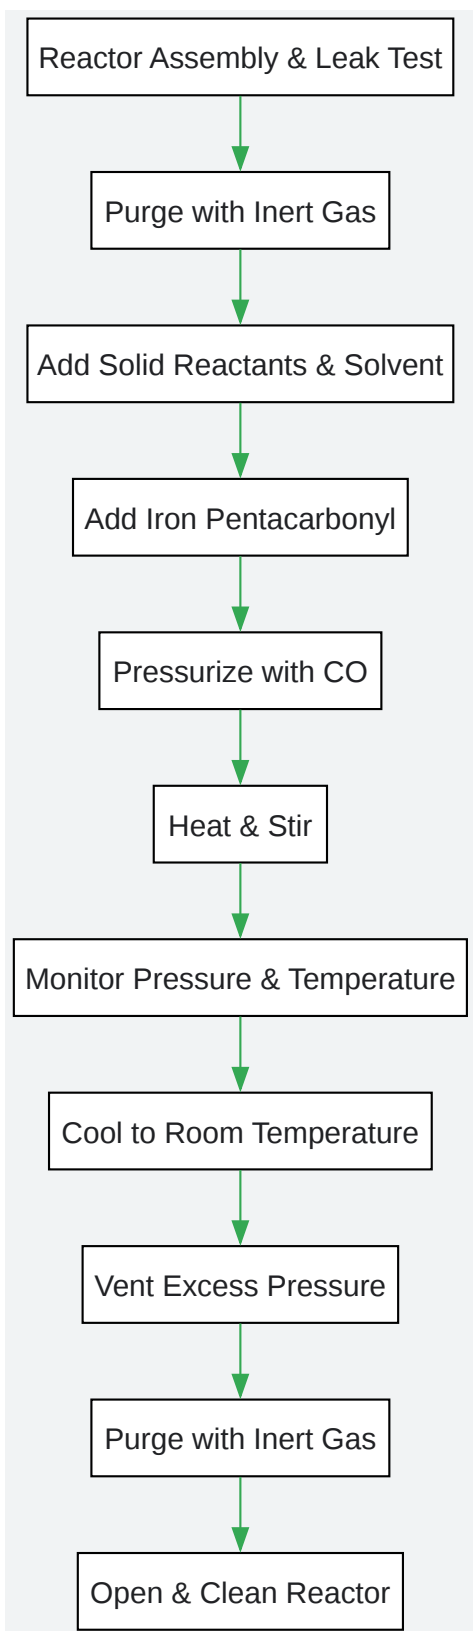 Reactor Assembly & Leak Test
Purge with Inert Gas
Add Solid Reactants & Solvent
Add Iron Pentacarbonyl
Pressurize with CO
Heat & Stir
Monitor Pressure & Temperature
Cool to Room Temperature
Vent Excess Pressure
Purge with Inert Gas
Open & Clean Reactor